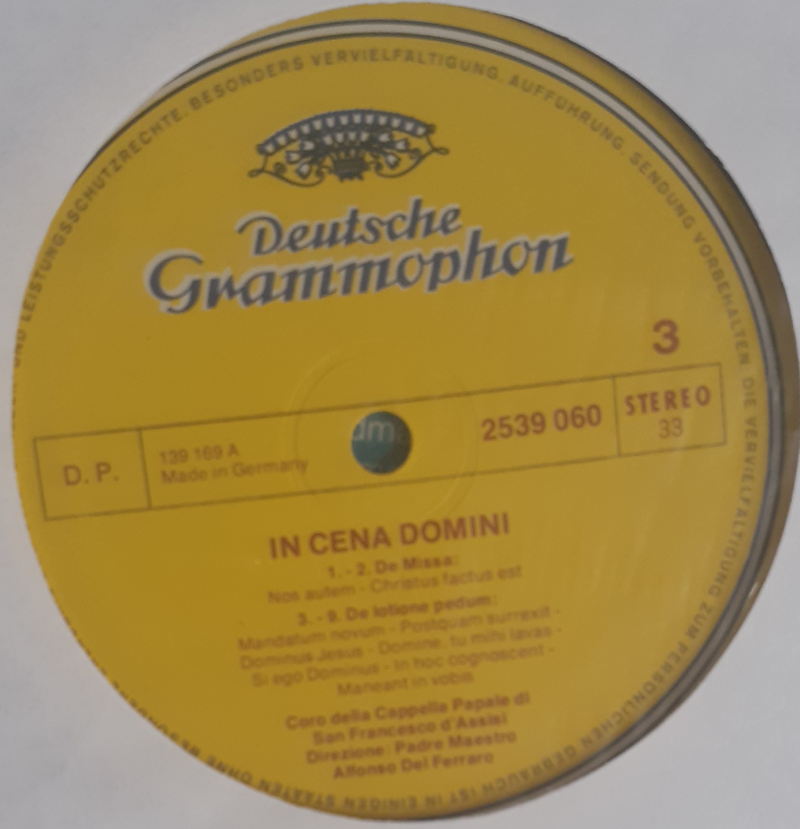 UND LEISTUNGSSCHUTZRECHTE. BESONDERS VERVIELFÄLTIGUNG. AUFFÜHRUNG. SENDUNG VORBEHALTEN DIE VERVIELFÄLTIGUNG ZUM PERSÖNLICHEN GEBRAUCH IST IN EINIGEN STAATEN OHNE
Deutsche
Grammophon
3
D. P.
139 169 A
Made in Germany
2539 060
STEREO
33
IN CENA DOMINI
1. - 2. De Missa:
Nos autem - Christus factus est
3. - 9. De lotione pedum:
Mandatum novum - Postquam surrexit -
Dominus Jesus - Domine, tu mihi lavas -
Si ego Dominus - In hoc cognoscent -
Maneant in vobis
Coro della Cappella Papale di
San Francesco d'Assisi
Direzione: Padre Maestro
Alfonso Del Ferraro